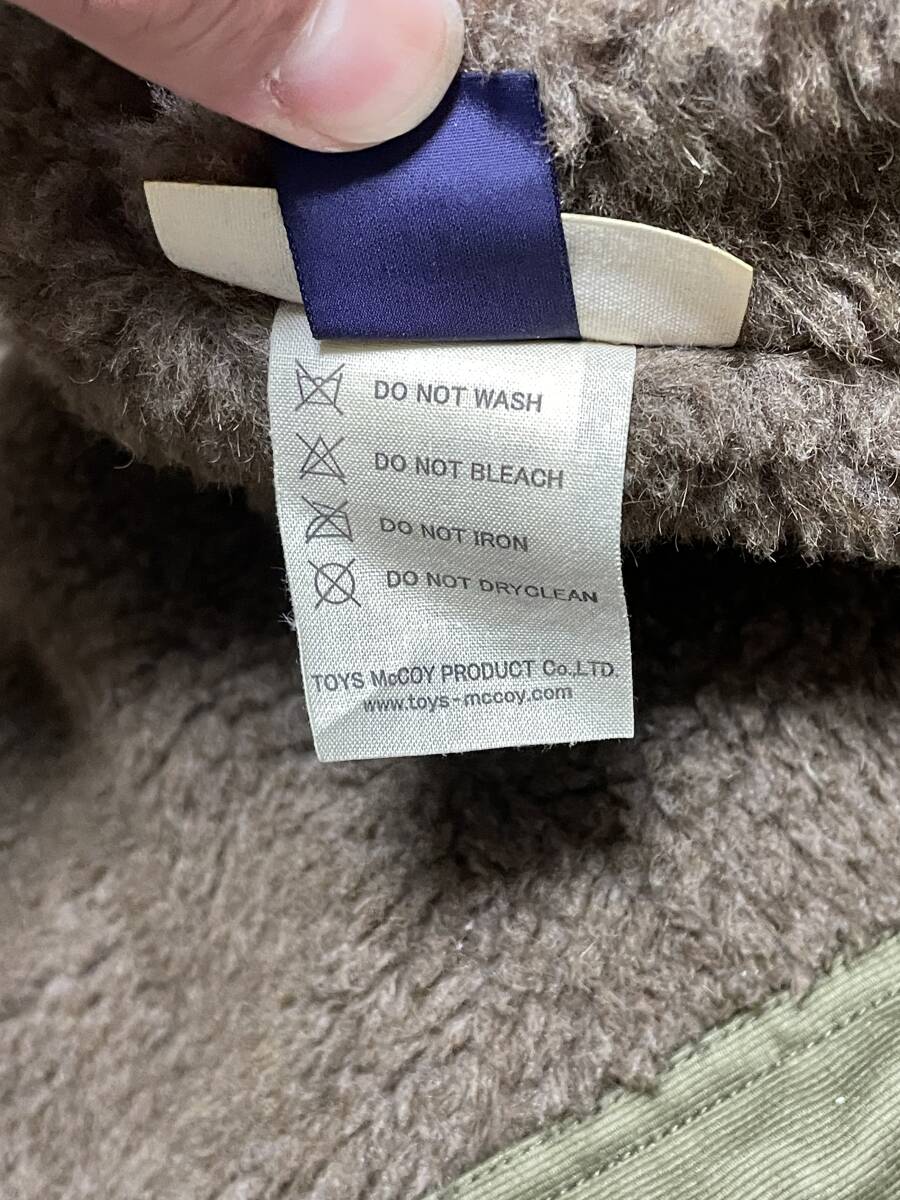 DO NOT WASH
DO NOT BLEACH
DO NOT IRON
DO NOT DRYCLEAN
TOYS McCOY PRODUCT Co.,LTD.
www.toys-mccoy.com